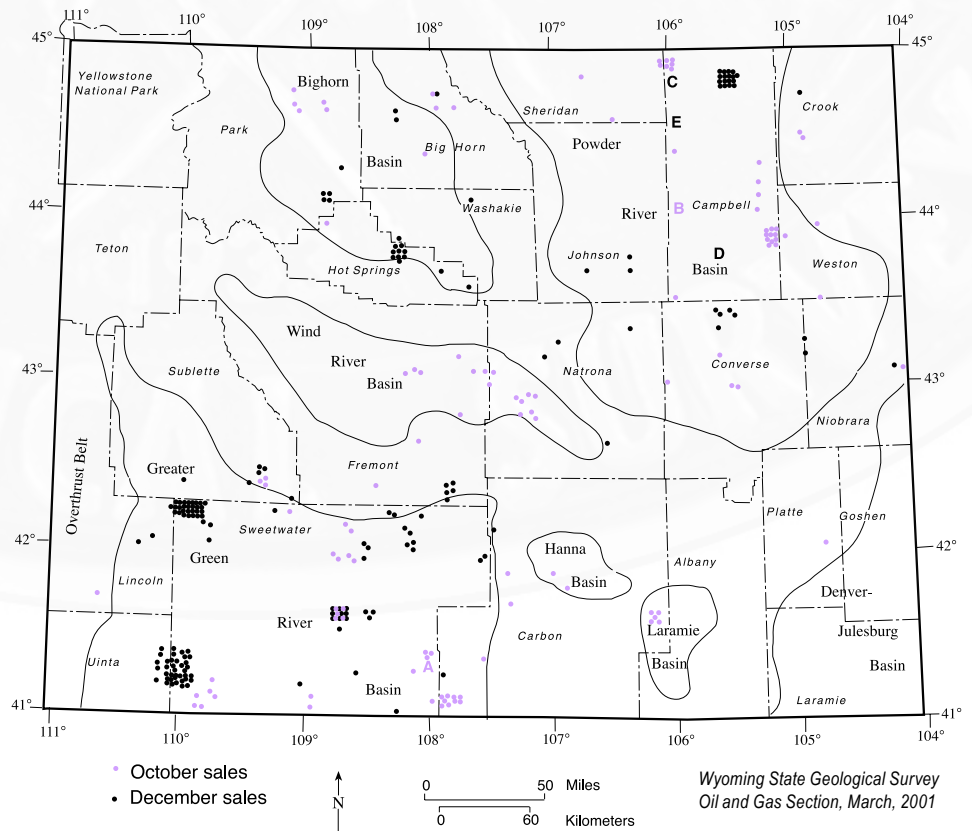 110° 109° 108° 107° 106° 105° 104°
111°
45° 45°
Yellowstone
National Park
Bighorn
C
Sheridan
Crook
E
Park
Powder
Big Horn
Basin
44° 44°
Washakie
River B Campbell
Teton
Johnson D
Weston
Hot Springs
Basin
Wind
43° 43°
River
Sublette
Natrona
Converse
Basin
Niobrara
Overthrust Belt
Greater
Fremont
Platte
Goshen
Sweetwater
42° 42°
Green
Hanna
Albany
Lincoln
Basin
Denver-
River
Laramie
Julesburg
Carbon
Uinta
A
Basin
Basin
Basin
Laramie
41° 41°
111° 110° 109° 108° 107° 106° 105° 104°
October sales
December sales
N
0 50 Miles
0 60 Kilometers
Wyoming State Geological Survey
Oil and Gas Section, March, 2001